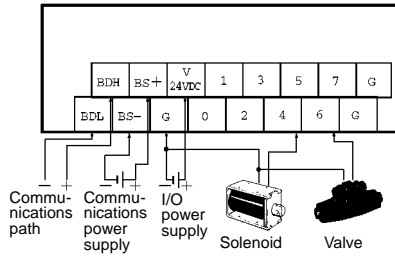 BDH BS+ V 24VDC 1 3 5 7 G
BDL BS- G 0 2 4 6 G
− + − + − +
Commu-
nications
path
Commu-
nications
power
supply
I/O
power
supply
Solenoid
Valve